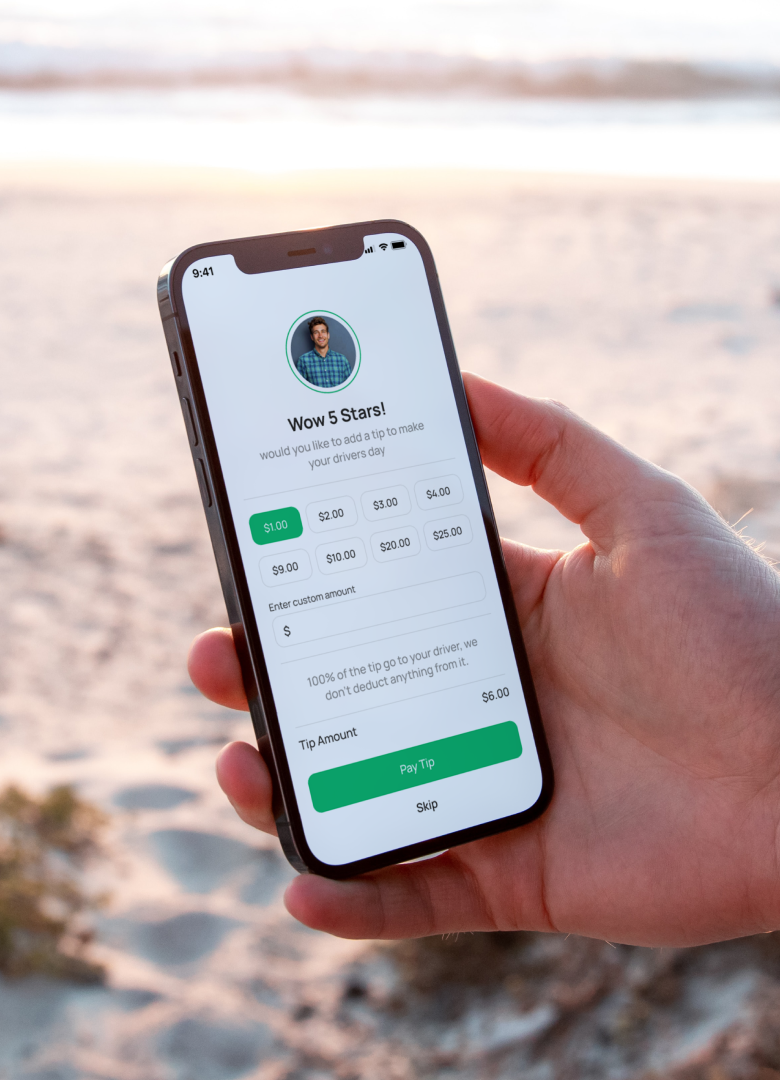 9:41
Wow 5 Stars!
would you like to add a tip to make
your drivers day
$1.00 $2.00 $3.00 $4.00
$9.00 $10.00 $20.00 $25.00
Enter custom amount
$
100% of the tip go to your driver, we
don't deduct anything from it.
Tip Amount $6.00
Pay Tip
Skip